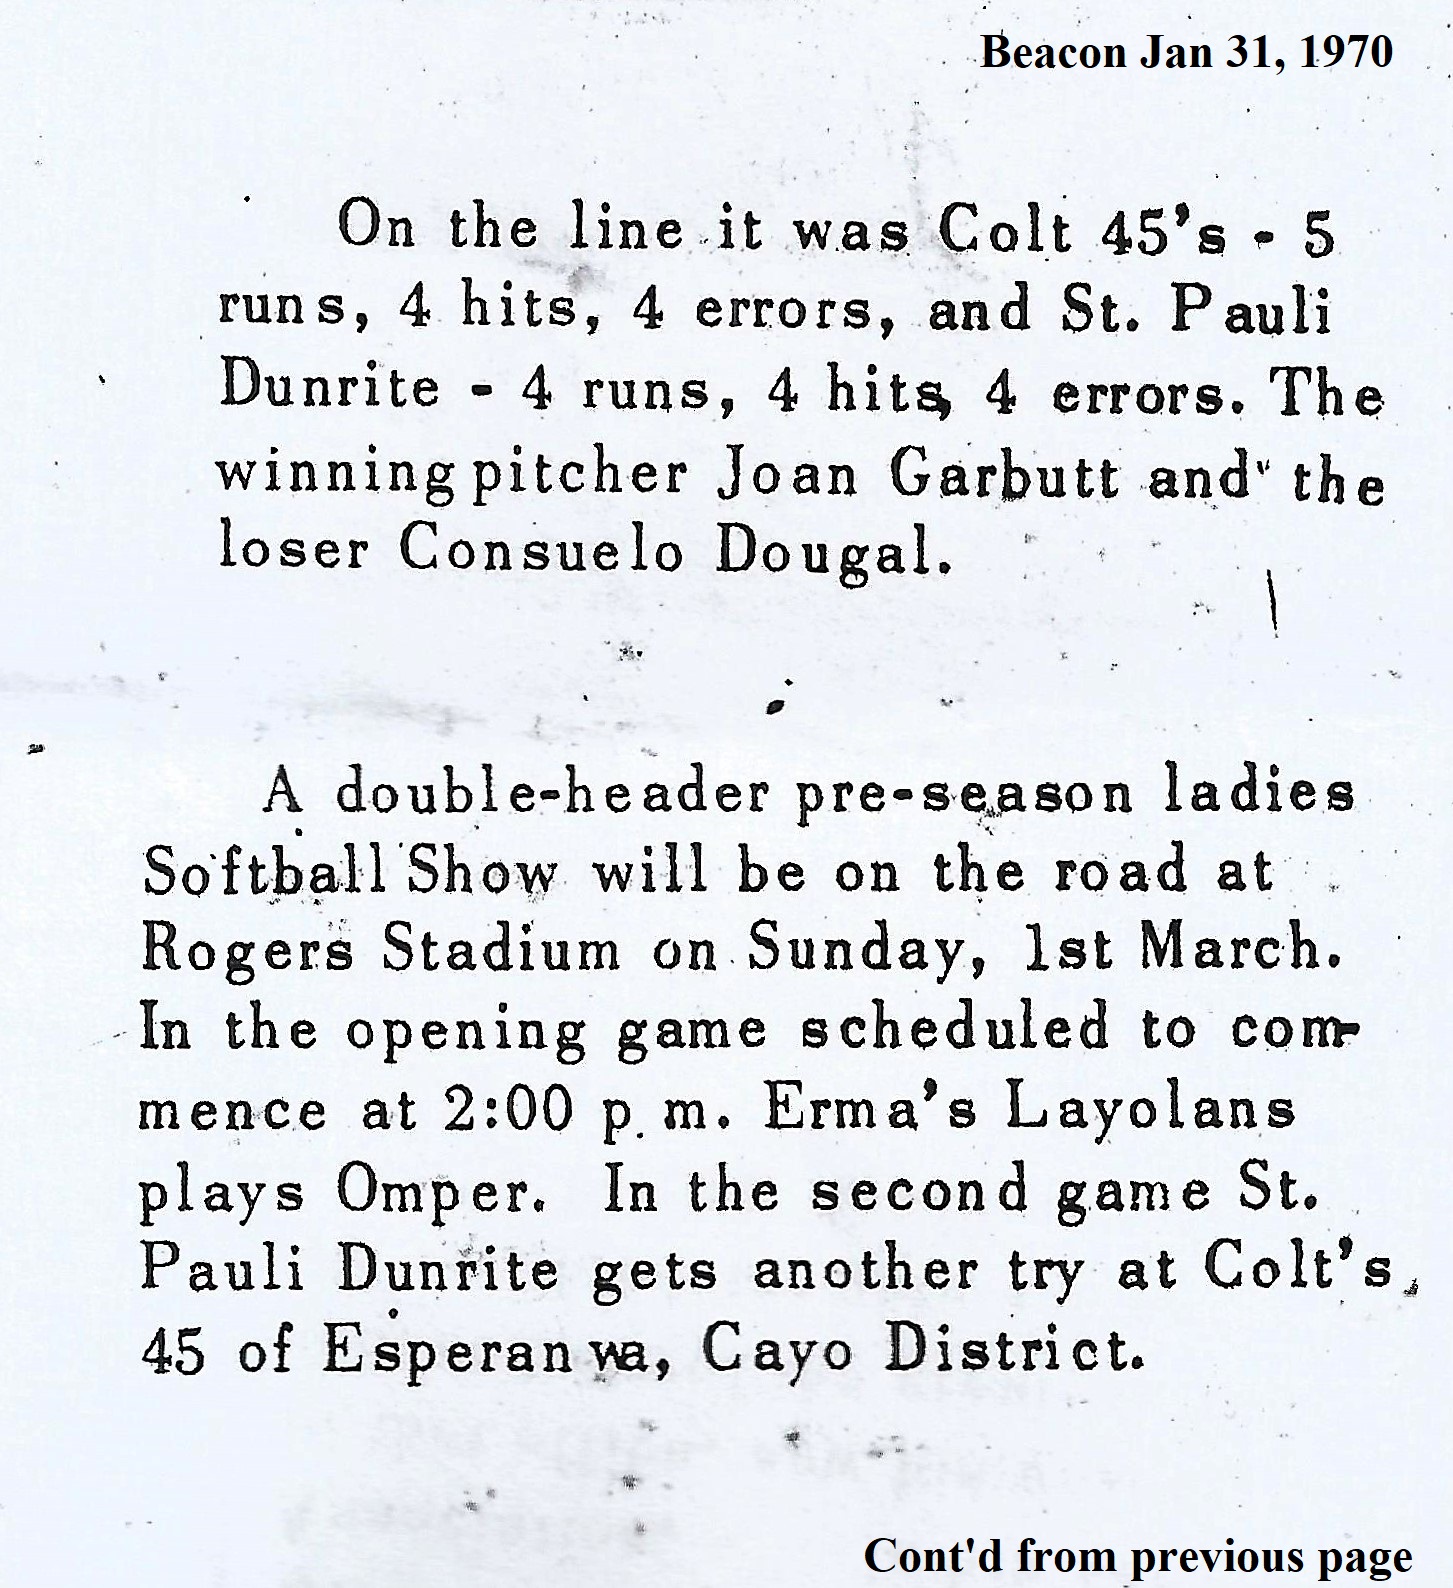 Beacon Jan 31, 1970
On the line it was Colt 45's - 5
runs, 4 hits, 4 errors, and St. Pauli
Dunrite - 4 runs, 4 hits, 4 errors. The
winning pitcher Joan Garbutt and the
loser Consuelo Dougal.
A double-header pre-season ladies
Softball Show will be on the road at
Rogers Stadium on Sunday, 1st March.
In the opening game scheduled to com-
mence at 2:00 p.m. Erma's Layolans
plays Omper. In the second game St.
Pauli Dunrite gets another try at Colt's
45 of Esperanwa, Cayo District.
Cont'd from previous page